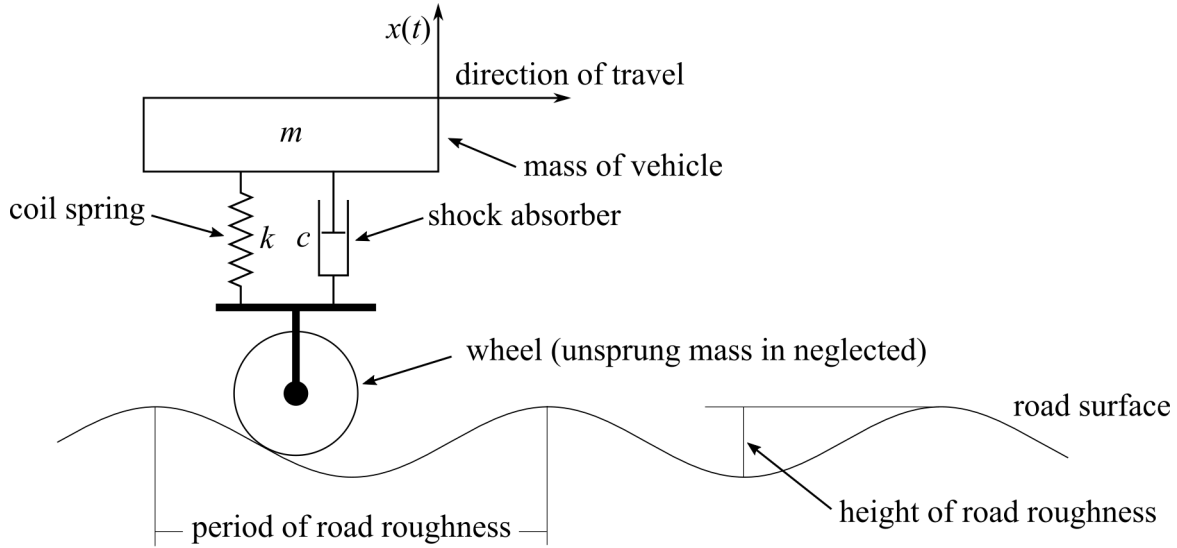 x(t)
direction of travel
m
mass of vehicle
coil spring
k
c
shock absorber
wheel (unsprung mass in neglected)
road surface
period of road roughness
height of road roughness